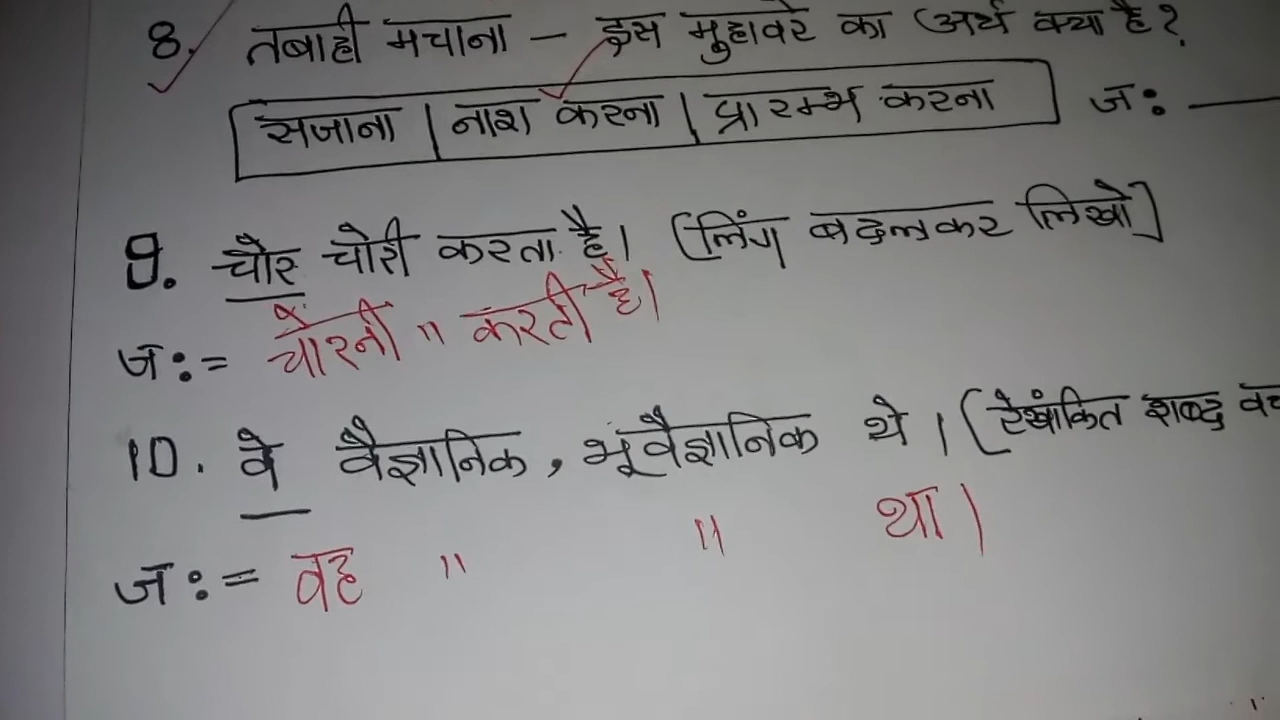 8. तबाही मचाना – इस मुहावरे का अर्थ क्या है?
सजाना | नाश करना | प्रारम्भ करना ज: —
9. चोर चोरी करता है। [लिंग बदलकर लिखो]
ज := चोरनी " करती है।
10. वे वैज्ञानिक, भूवैज्ञानिक थे। (रेखांकित शब्द
ज := वह " " था।